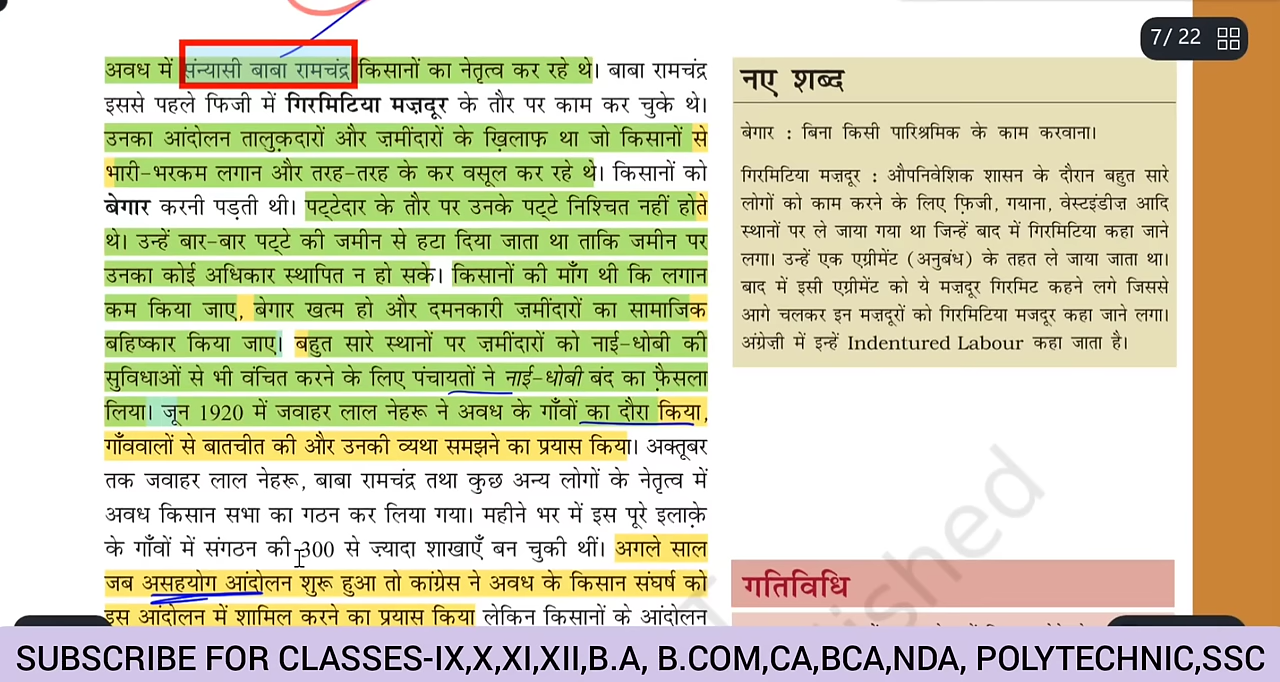 7/22
अवध में संन्यासी बाबा रामचंद्र किसानों का नेतृत्व कर रहे थे। बाबा रामचंद्र
इससे पहले फिजी में गिरमिटिया मज़दूर के तौर पर काम कर चुके थे।
उनका आंदोलन तालुक़दारों और ज़मींदारों के ख़िलाफ था जो किसानों से
भारी-भरकम लगान और तरह-तरह के कर वसूल कर रहे थे। किसानों को
बेगार करनी पड़ती थी। पट्टेदार के तौर पर उनके पट्टे निश्चित नहीं होते
थे। उन्हें बार-बार पट्टे की जमीन से हटा दिया जाता था ताकि जमीन पर
उनका कोई अधिकार स्थापित न हो सके। किसानों की माँग थी कि लगान
कम किया जाए, बेगार खत्म हो और दमनकारी ज़मींदारों का सामाजिक
बहिष्कार किया जाए। बहुत सारे स्थानों पर ज़मींदारों को नाई-धोबी की
सुविधाओं से भी वंचित करने के लिए पंचायतों ने नाई-धोबी बंद का फ़ैसला
लिया। जून 1920 में जवाहर लाल नेहरू ने अवध के गाँवों का दौरा किया,
गाँववालों से बातचीत की और उनकी व्यथा समझने का प्रयास किया। अक्तूबर
तक जवाहर लाल नेहरू, बाबा रामचंद्र तथा कुछ अन्य लोगों के नेतृत्व में
अवध किसान सभा का गठन कर लिया गया। महीने भर में इस पूरे इलाक़े
के गाँवों में संगठन की 300 से ज़्यादा शाखाएँ बन चुकी थीं। अगले साल
जब असहयोग आंदोलन शुरू हुआ तो कांग्रेस ने अवध के किसान संघर्ष को
इस आंदोलन में शामिल करने का प्रयास किया लेकिन किसानों के आंदोलन
नए शब्द
बेगार : बिना किसी पारिश्रमिक के काम करवाना।
गिरमिटिया मज़दूर : औपनिवेशिक शासन के दौरान बहुत सारे
लोगों को काम करने के लिए फ़िजी, गयाना, वेस्टइंडीज़ आदि
स्थानों पर ले जाया गया था जिन्हें बाद में गिरमिटिया कहा जाने
लगा। उन्हें एक एग्रीमेंट (अनुबंध) के तहत ले जाया जाता था।
बाद में इसी एग्रीमेंट को ये मज़दूर गिरमिट कहने लगे जिससे
आगे चलकर इन मज़दूरों को गिरमिटिया मजदूर कहा जाने लगा।
अंग्रेज़ी में इन्हें Indentured Labour कहा जाता है।
गतिविधि
SUBSCRIBE FOR CLASSES-IX,X,XI,XII,B.A, B.COM,CA,BCA,NDA, POLYTECHNIC,SSC